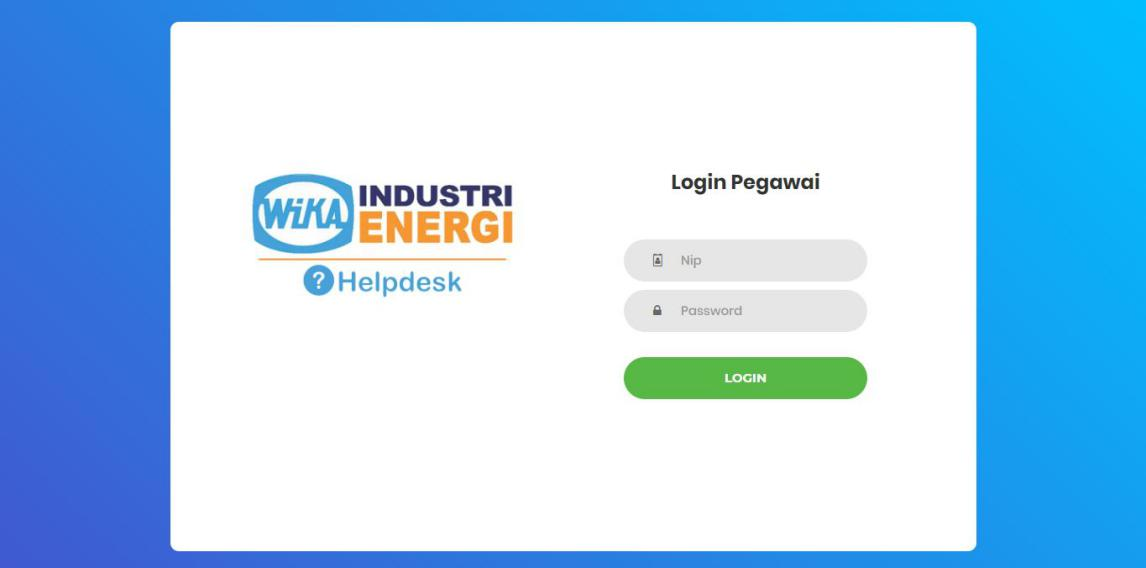 WiKA INDUSTRI
ENERGI
? Helpdesk
Login Pegawai
Nip
Password
LOGIN